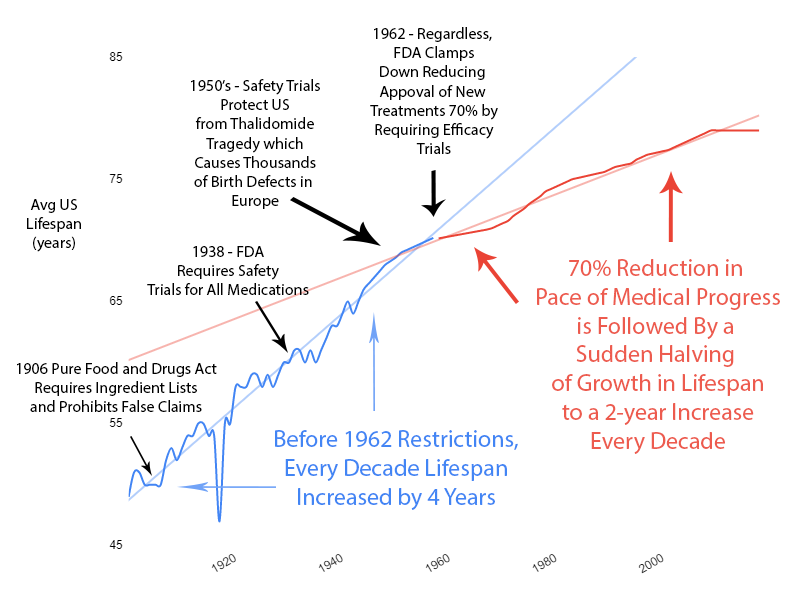 1962 - Regardless,
FDA Clamps
Down Reducing
Appoval of New
Treatments 70% by
Requiring Efficacy
Trials
85
1950's - Safety Trials
Protect US
from Thalidomide
Tragedy which
Causes Thousands
of Birth Defects in
Europe
75
Avg US
Lifespan
(years)
1938 - FDA
Requires Safety
Trials for All Medications
65
70% Reduction in
Pace of Medical Progress
is Followed By a
Sudden Halving
of Growth in Lifespan
to a 2-year Increase
Every Decade
1906 Pure Food and Drugs Act
Requires Ingredient Lists
and Prohibits False Claims
55
Before 1962 Restrictions,
Every Decade Lifespan
Increased by 4 Years
45
1920
1940
1960
1980
2000